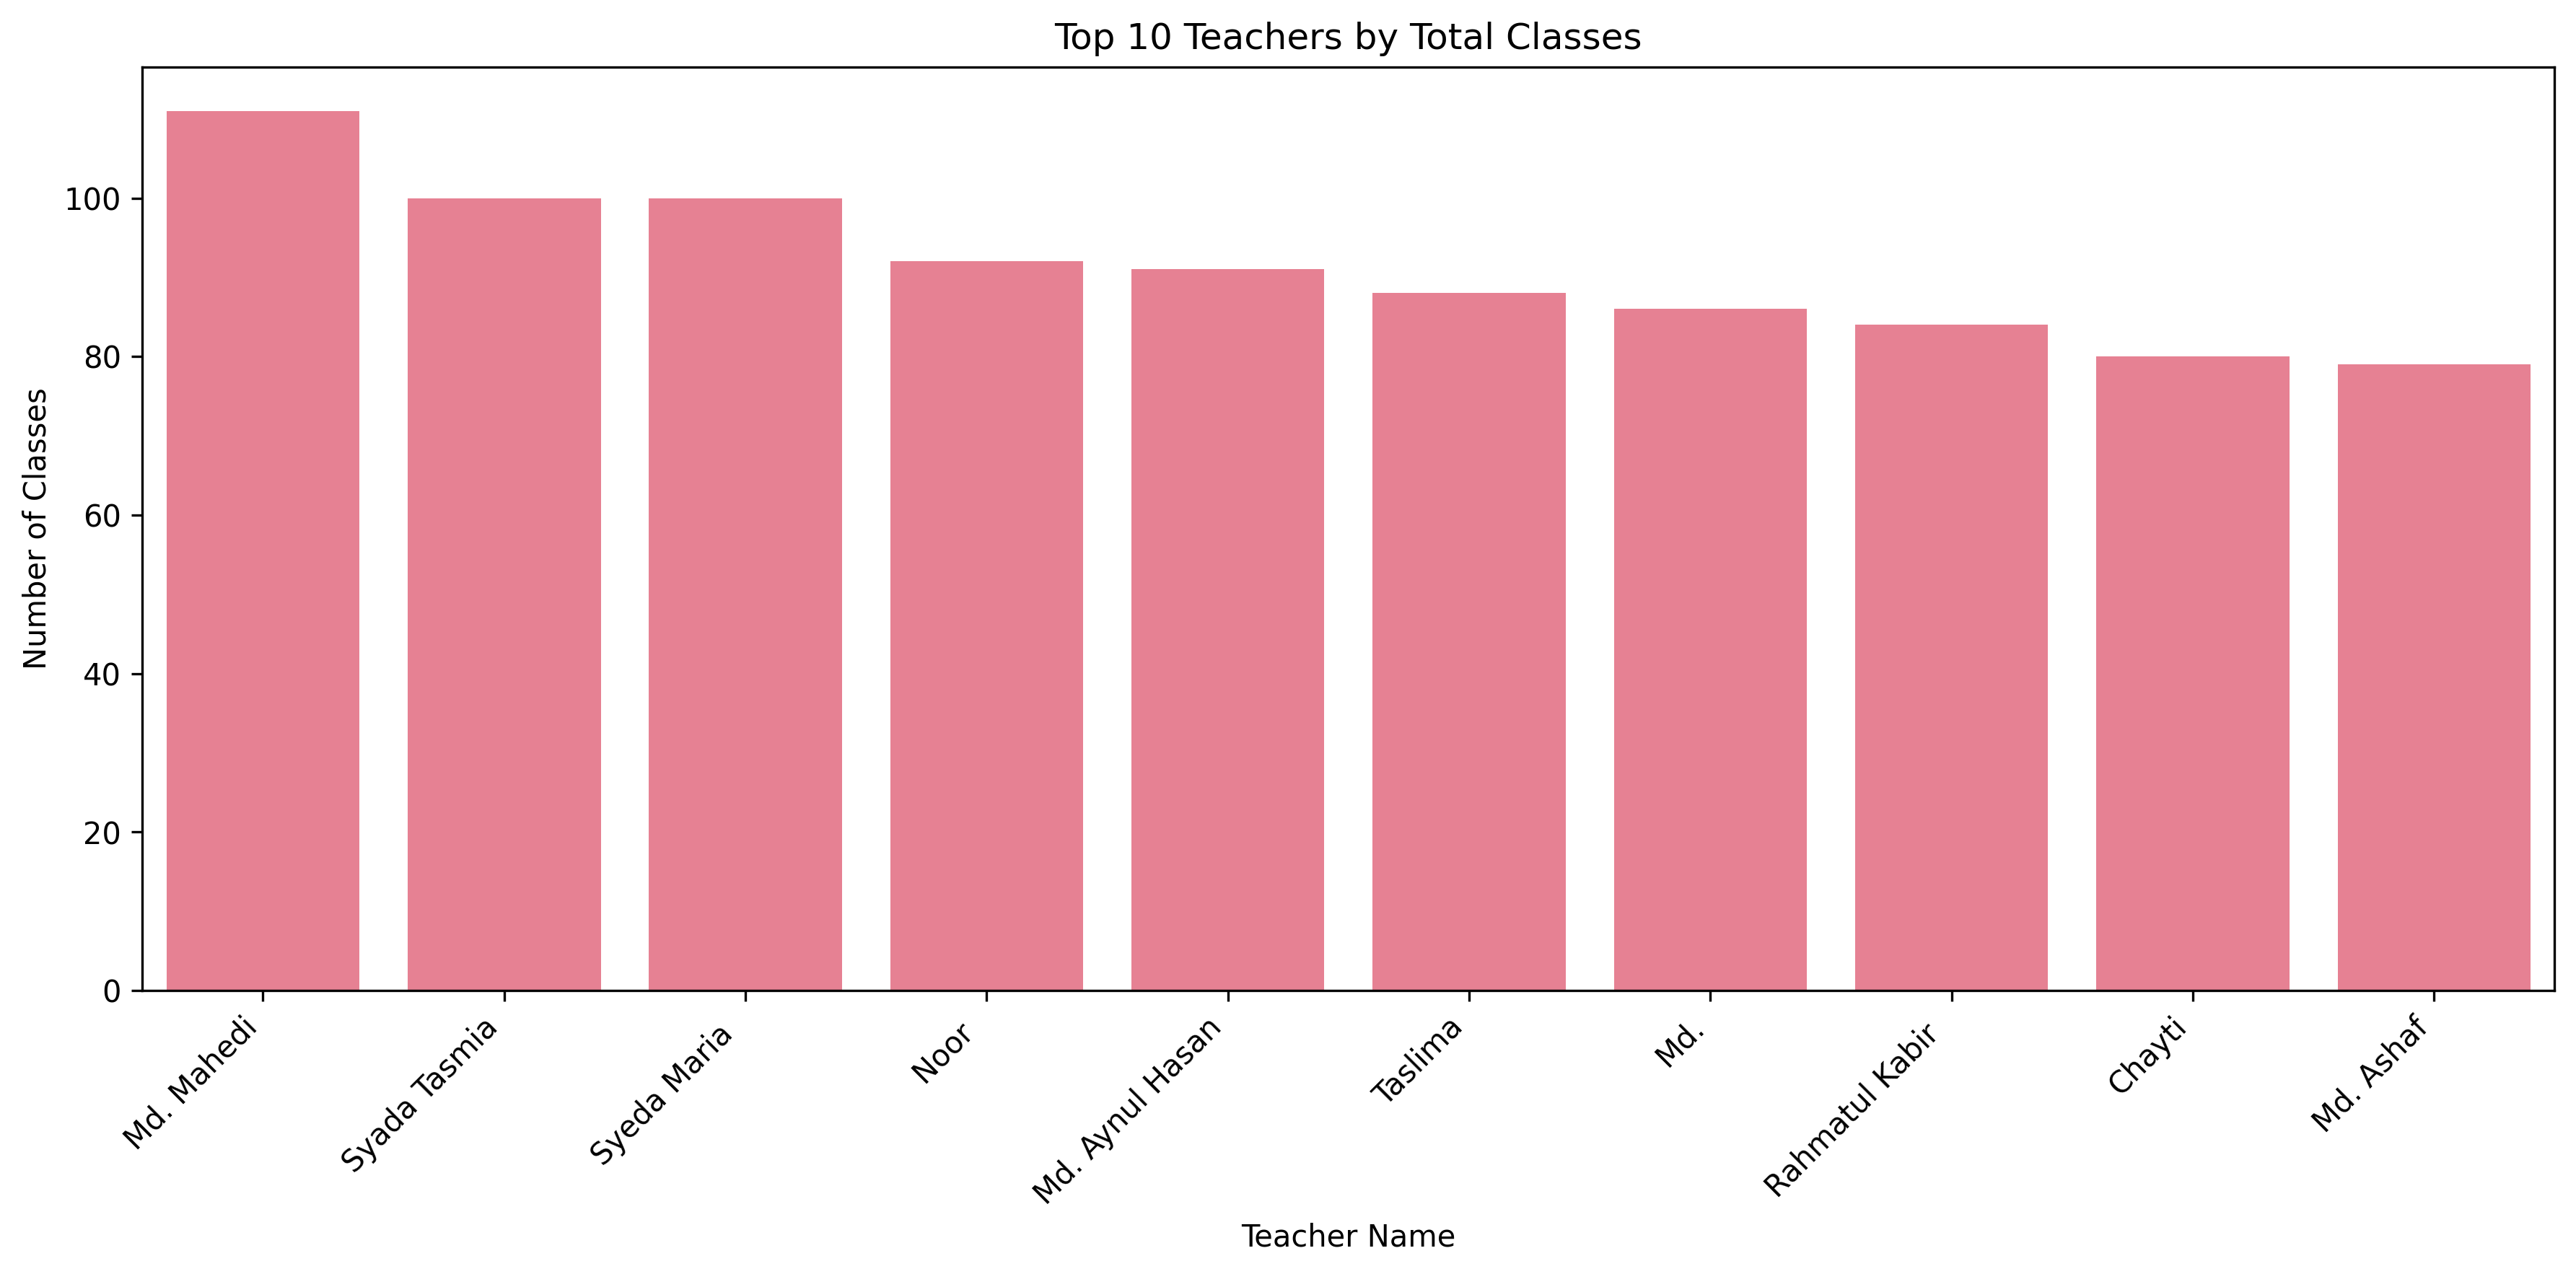 Top 10 Teachers by Total Classes
Number of Classes
100
80
60
40
20
0
Md. Mahedi
Syada Tasmia
Syeda Maria
Noor
Md. Aynul Hasan
Taslima
Md.
Rahmatul Kabir
Chayti
Md. Ashaf
Teacher Name